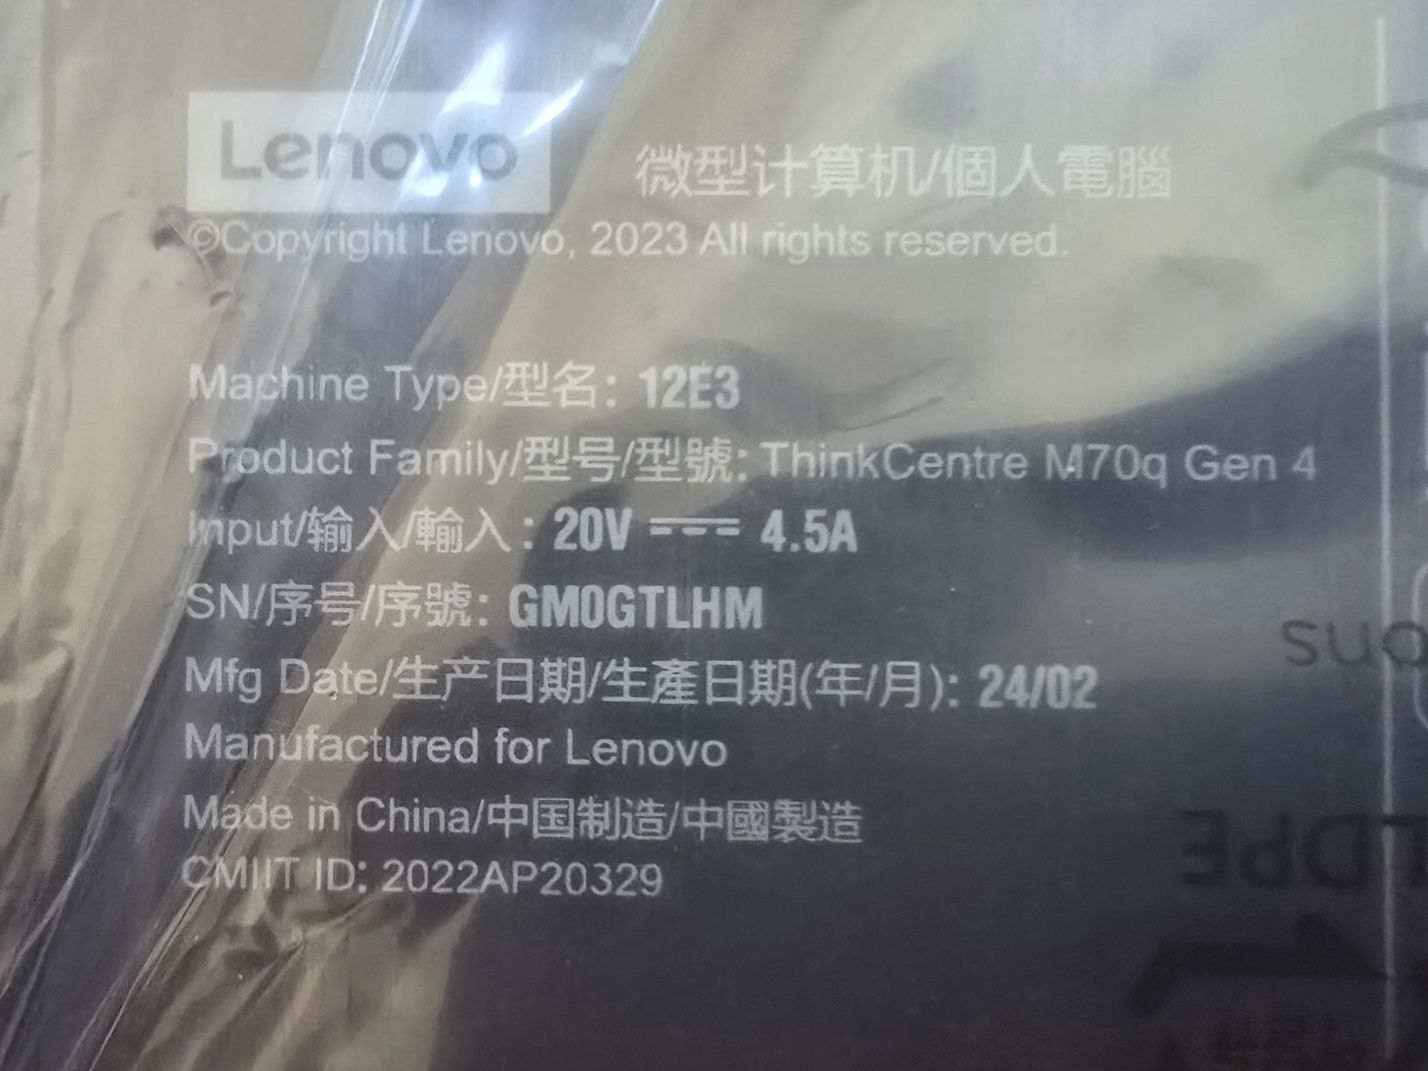 Lenovo
微型计算机/個人電腦
©Copyright Lenovo, 2023 All rights reserved.
Machine Type/型名: 12E3
Product Family/型号/型號: ThinkCentre M70q Gen 4
Input/输入/輸入: 20V ⎓ 4.5A
SN/序号/序號: GM0GTLHM
Mfg Date/生产日期/生產日期(年/月): 24/02
Manufactured for Lenovo
Made in China/中国制造/中國製造
CMIIT ID: 2022AP20329
LDPE